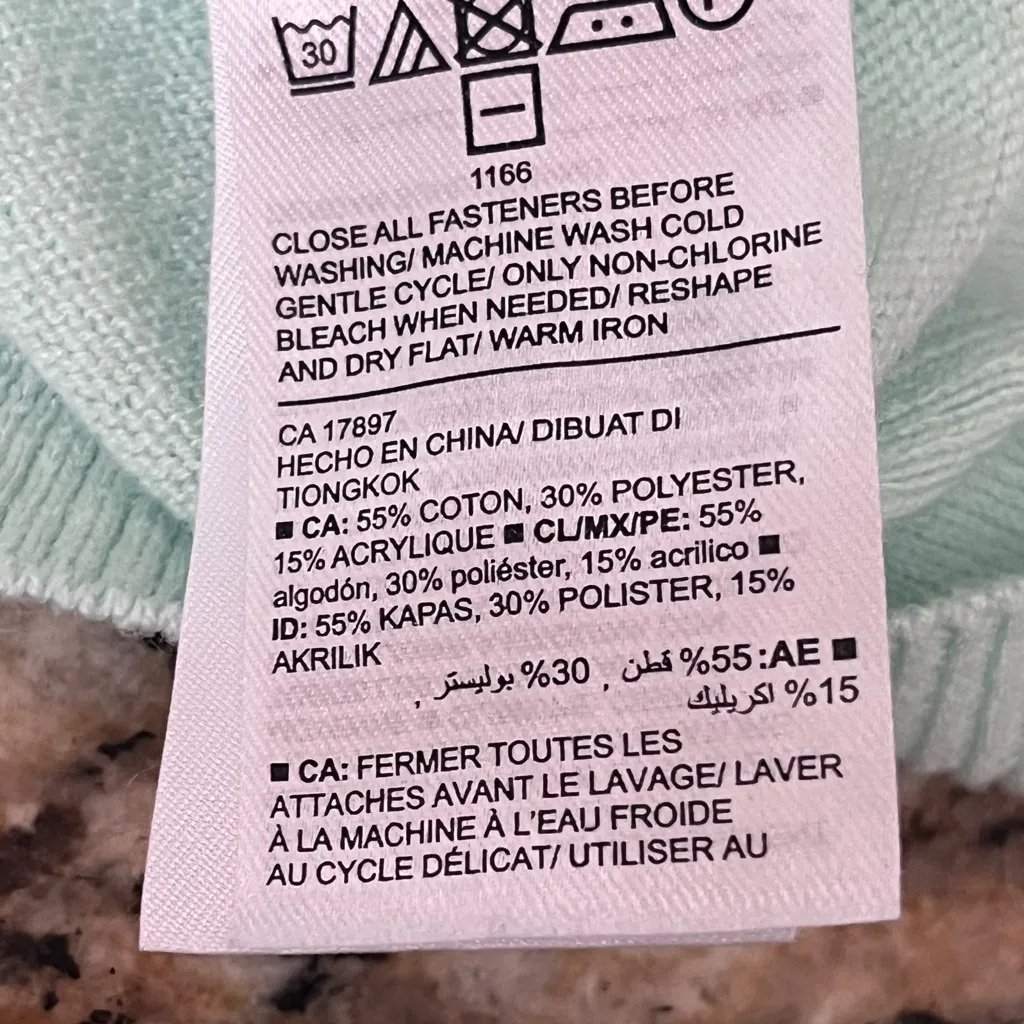 30
P
1166
CLOSE ALL FASTENERS BEFORE
WASHING/ MACHINE WASH COLD
GENTLE CYCLE/ ONLY NON-CHLORINE
BLEACH WHEN NEEDED/ RESHAPE
AND DRY FLAT/ WARM IRON
CA 17897
HECHO EN CHINA/ DIBUAT DI
TIONGKOK
■ CA: 55% COTON, 30% POLYESTER,
15% ACRYLIQUE ■ CL/MX/PE: 55%
algodón, 30% poliéster, 15% acrilico ■
ID: 55% KAPAS, 30% POLISTER, 15%
AKRILIK
■ AE: 55% قطن , 30% بوليستر ,
15% اكريليك
■ CA: FERMER TOUTES LES
ATTACHES AVANT LE LAVAGE/ LAVER
À LA MACHINE À L'EAU FROIDE
AU CYCLE DÉLICAT/ UTILISER AU